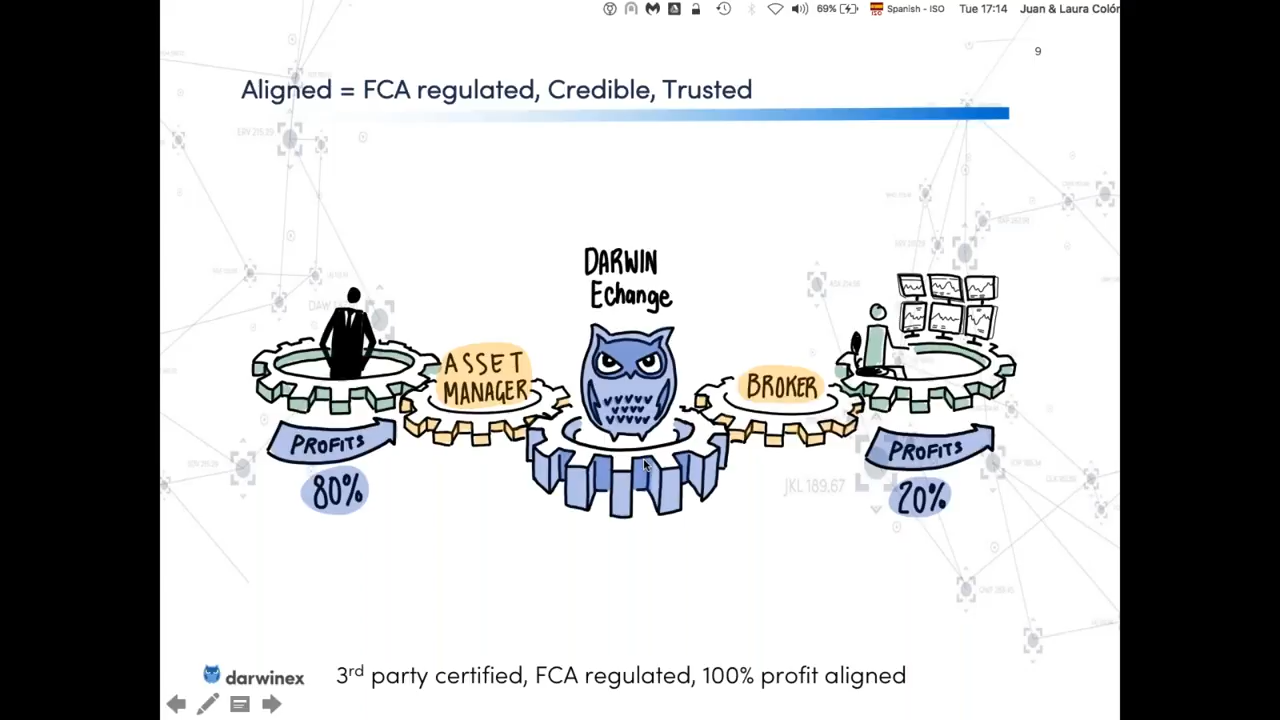 69% Spanish - ISO Tue 17:14 Juan & Laura Colón
9
Aligned = FCA regulated, Credible, Trusted
DARWIN
Echange
ASSET
MANAGER
BROKER
PROFITS
80%
PROFITS
20%
JKL 189.67
darwinex
3rd party certified, FCA regulated, 100% profit aligned